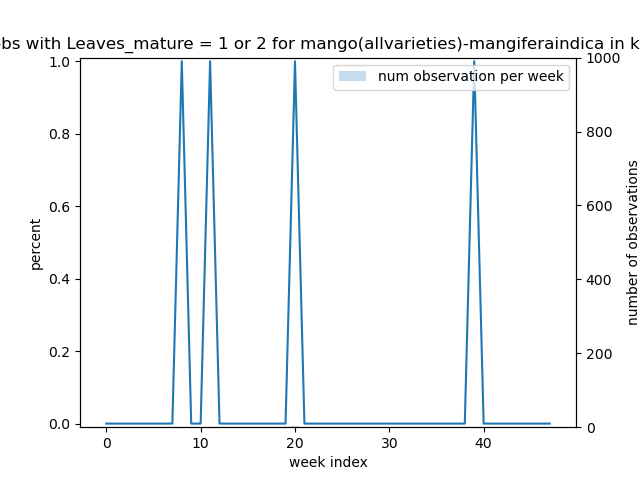 obs with Leaves_mature = 1 or 2 for mango(allvarieties)-mangiferaindica in k
num observation per week
1.0
0.8
0.6
0.4
0.2
0.0
percent
1000
800
600
400
200
0
number of observations
0 10 20 30 40
week index